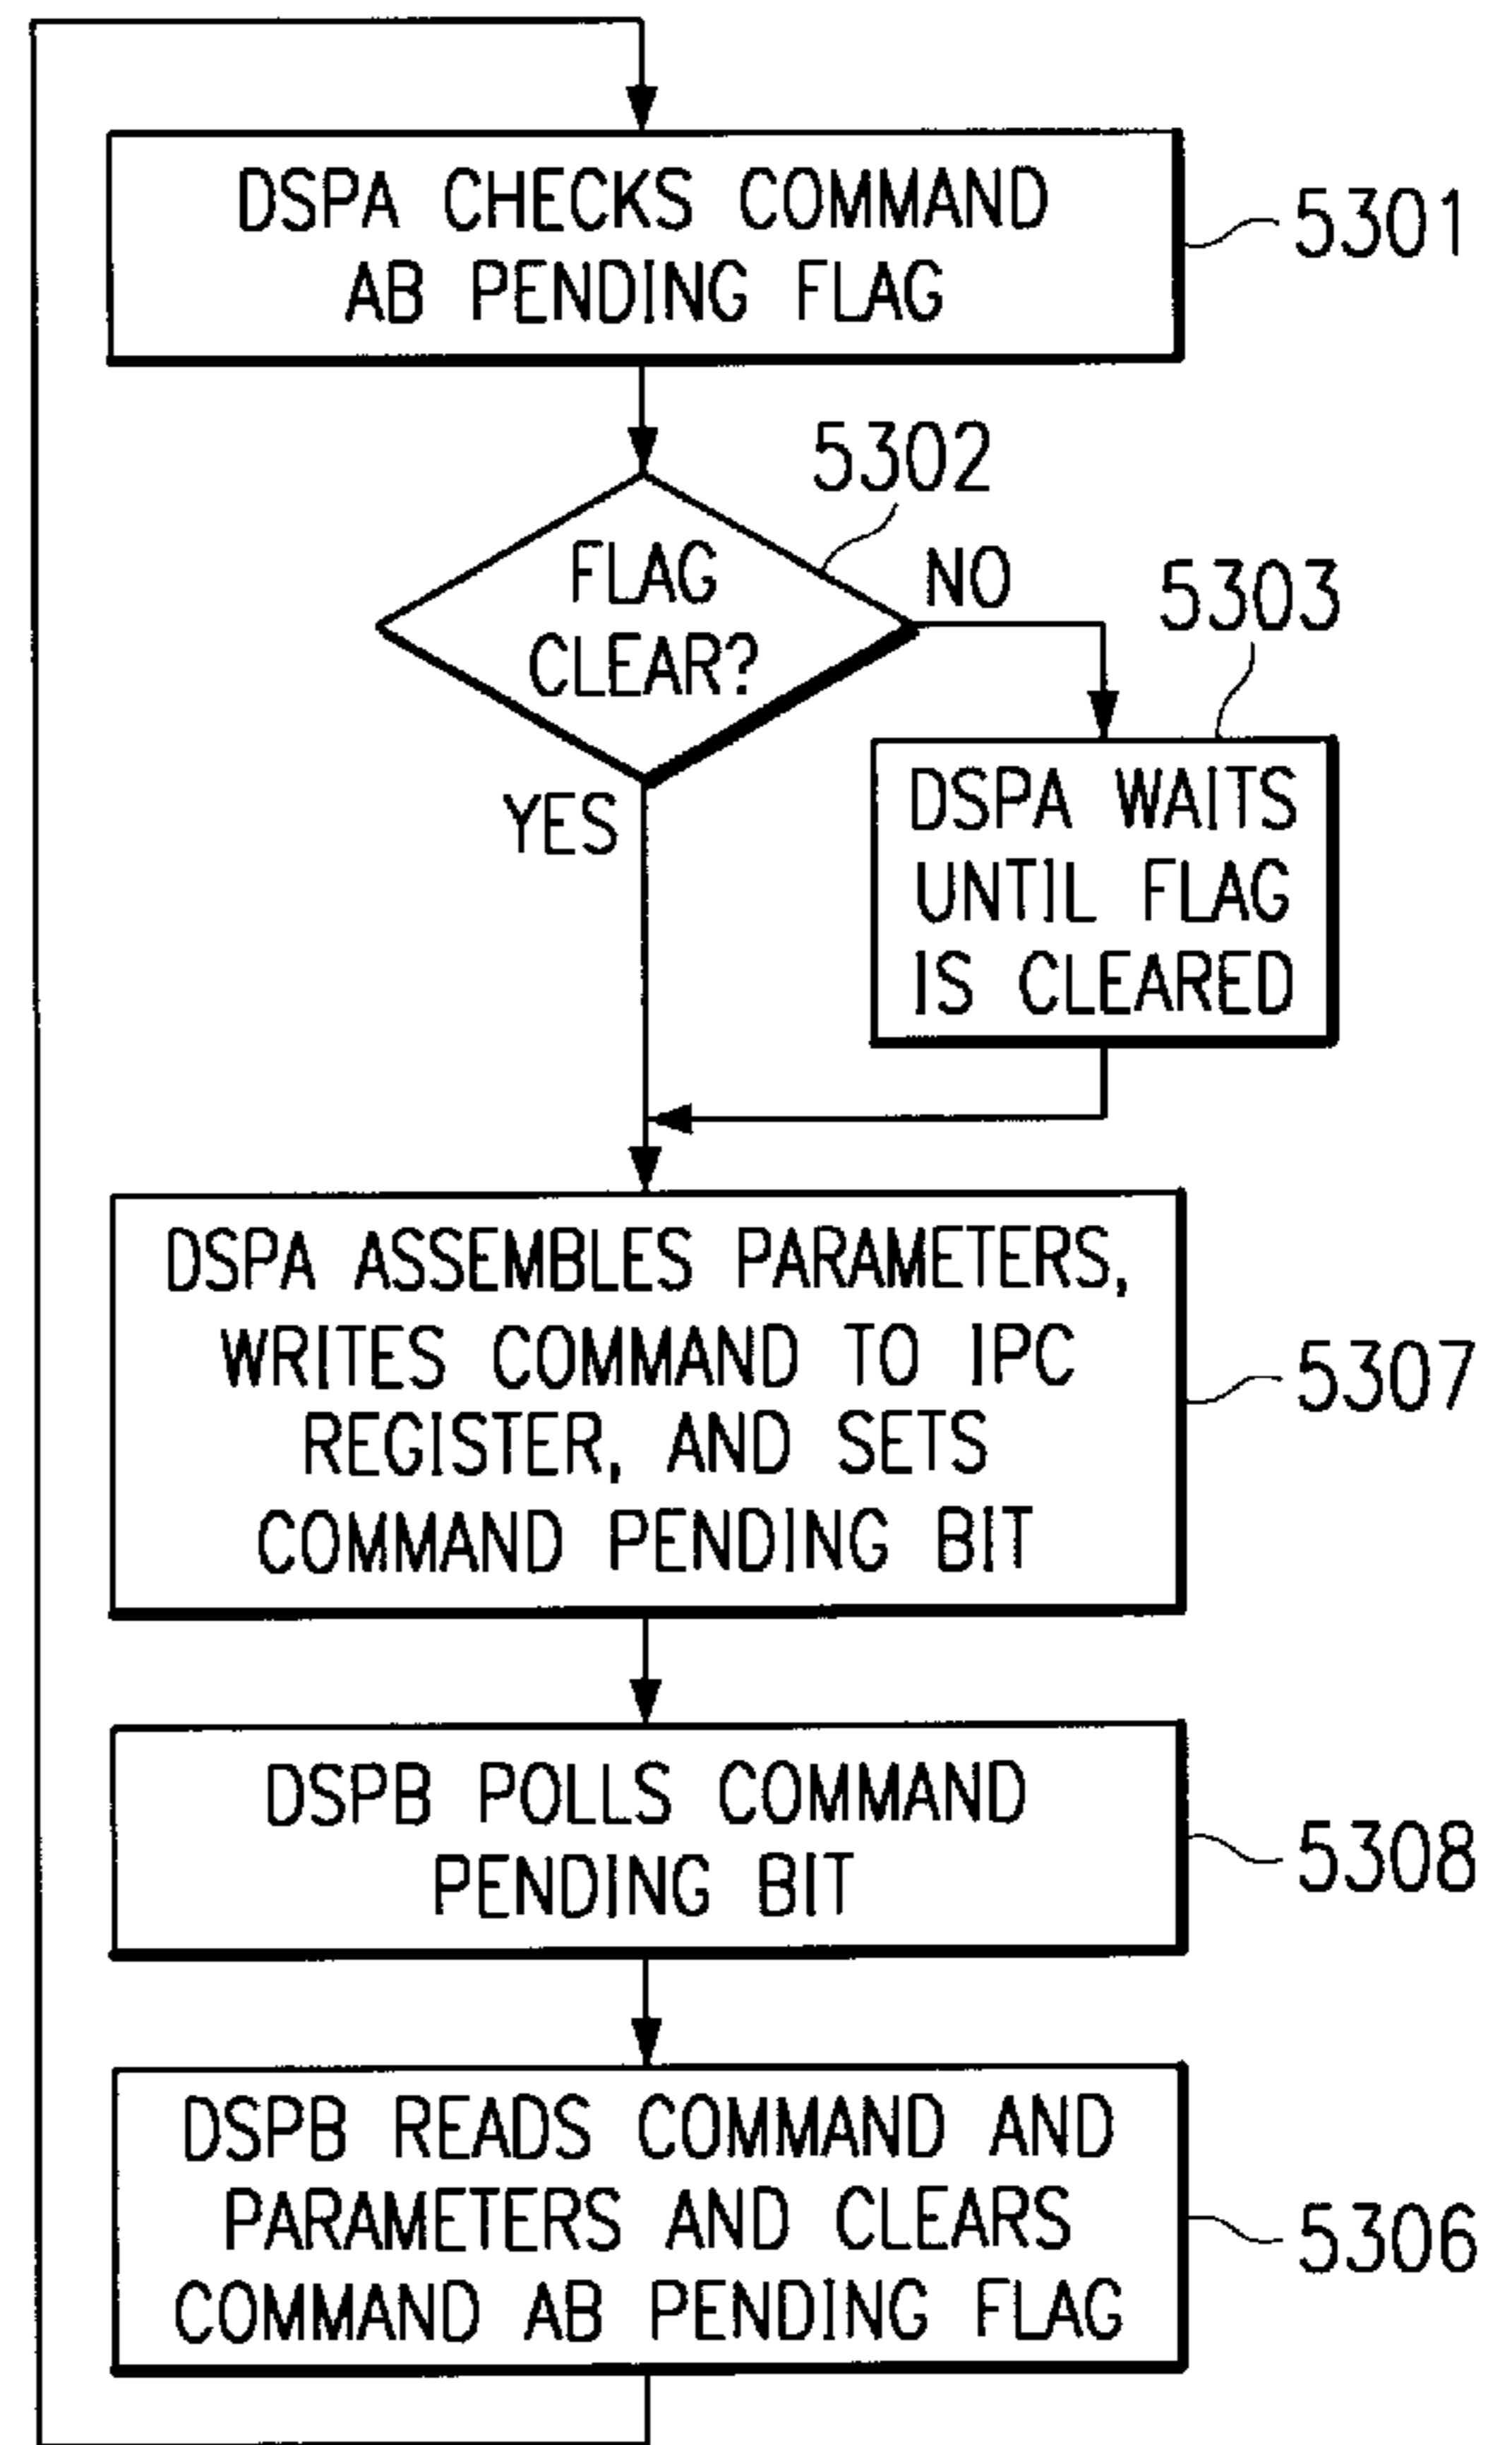 DSPA CHECKS COMMAND
AB PENDING FLAG
5301
5302
FLAG
CLEAR?
NO
YES
5303
DSPA WAITS
UNTIL FLAG
IS CLEARED
DSPA ASSEMBLES PARAMETERS,
WRITES COMMAND TO IPC
REGISTER, AND SETS
COMMAND PENDING BIT
5307
DSPB POLLS COMMAND
PENDING BIT
5308
DSPB READS COMMAND AND
PARAMETERS AND CLEARS
COMMAND AB PENDING FLAG
5306